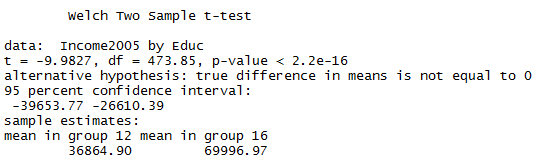 Welch Two Sample t-test
data: Income2005 by Educ
t = -9.9827, df = 473.85, p-value < 2.2e-16
alternative hypothesis: true difference in means is not equal to 0
95 percent confidence interval:
-39653.77 -26610.39
sample estimates:
mean in group 12 mean in group 16
36864.90 69996.97